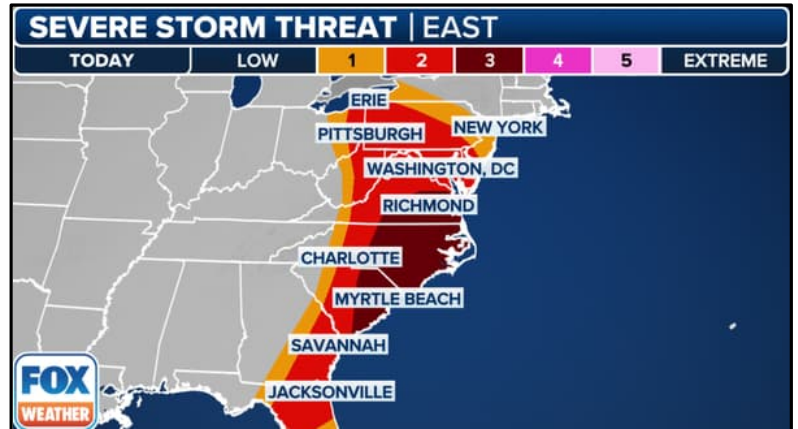 SEVERE STORM THREAT | EAST
TODAY LOW 1 2 3 4 5 EXTREME
ERIE
PITTSBURGH
NEW YORK
WASHINGTON, DC
RICHMOND
CHARLOTTE
MYRTLE BEACH
SAVANNAH
JACKSONVILLE
FOX
WEATHER